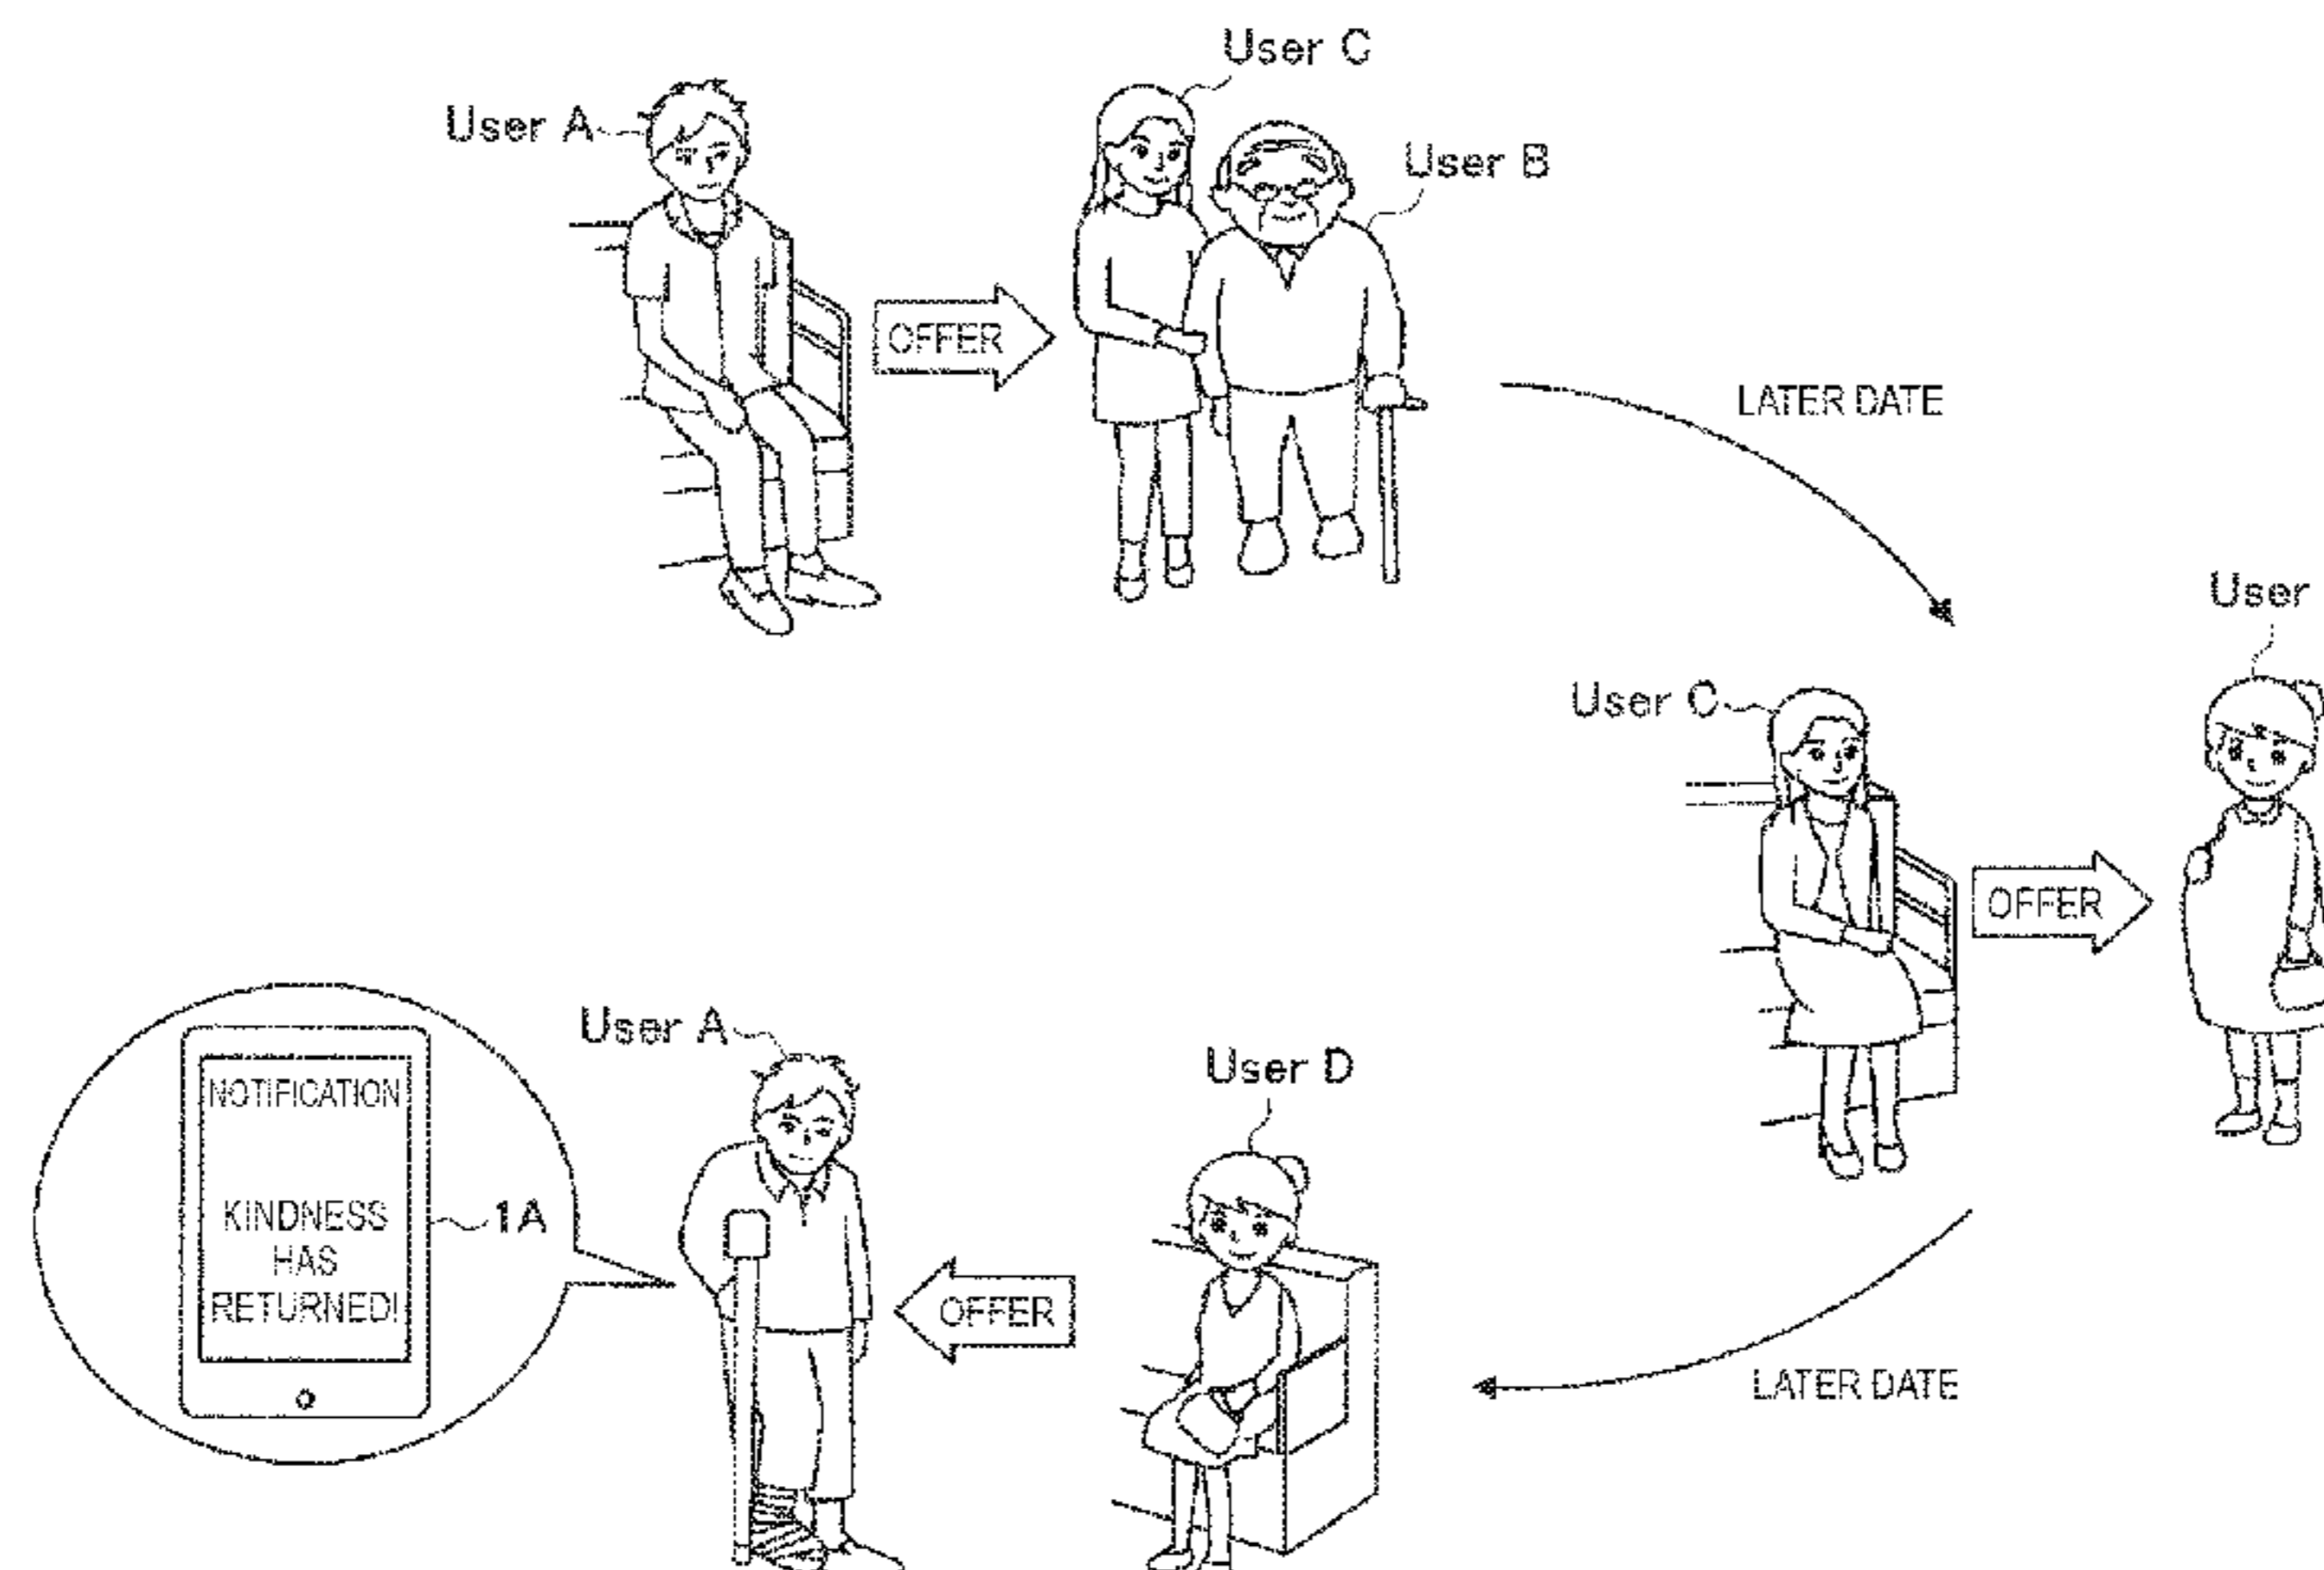 User C
User A
User B
OFFER
LATER DATE
User
User C
OFFER
User A
User D
NOTIFICATION
KINDNESS
HAS
RETURNED!
1A
OFFER
LATER DATE